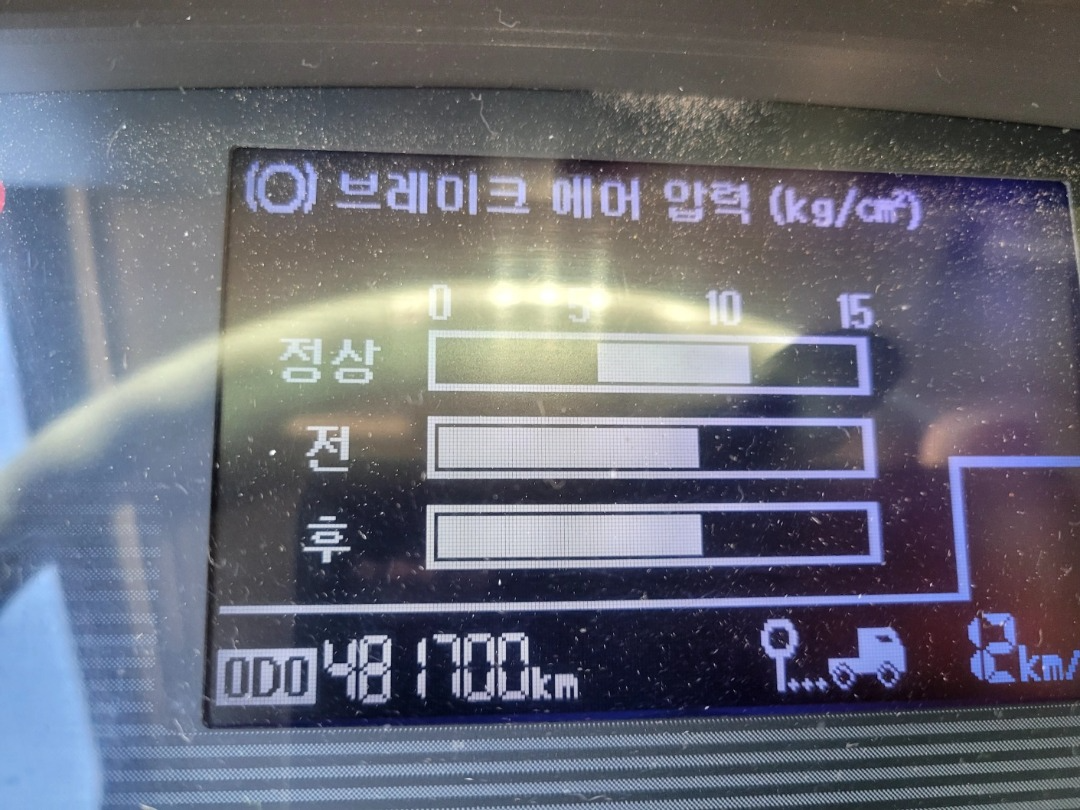 브레이크 에어 압력 (kg/cm²)
0 5 10 15
정상
전
후
ODO 481700km